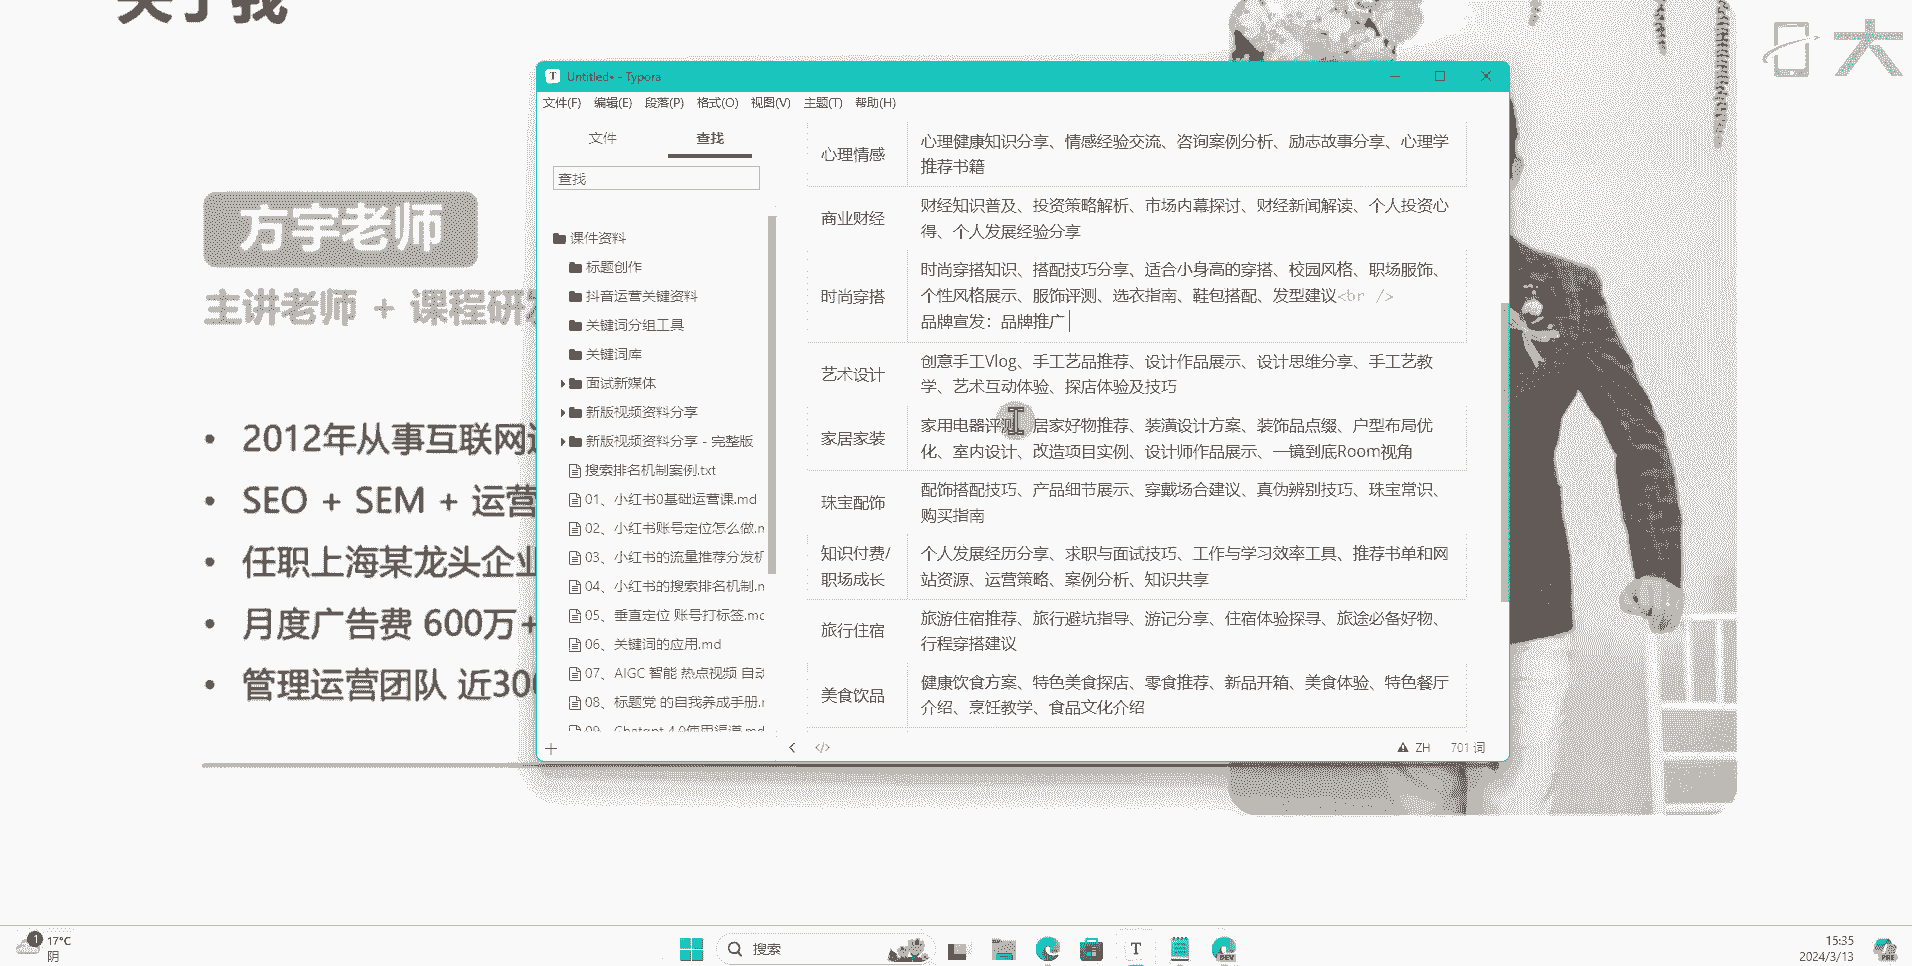 关于我
大
方宇老师
主讲老师 + 课程研发
2012年从事互联网
SEO + SEM + 运营
任职上海某龙头企业
月度广告费 600万+
管理运营团队 近300
Untitled• - Typora
文件(F) 编辑(E) 段落(P) 格式(O) 视图(V) 主题(T) 帮助(H)
文件 查找
查找
课件资料
标题创作
抖音运营关键资料
关键词分组工具
关键词库
面试新媒体
新版视频资料分享
新版视频资料分享 - 完整版
搜索排名机制案例.txt
01、小红书0基础运营课.md
02、小红书账号定位怎么做.m
03、小红书的流量推荐分发机
04、小红书的搜索排名机制.m
05、垂直定位 账号打标签.mc
06、关键词的应用.md
07、AIGC 智能 热点视频 自动
08、标题党 的自我养成手册.r
09、Chatgpt 4.0使用渠道.md
心理情感
心理健康知识分享、情感经验交流、咨询案例分析、励志故事分享、心理学
推荐书籍
商业财经
财经知识普及、投资策略解析、市场内幕探讨、财经新闻解读、个人投资心
得、个人发展经验分享
时尚穿搭
时尚穿搭知识、搭配技巧分享、适合小身高的穿搭、校园风格、职场服饰、
个性风格展示、服饰评测、选衣指南、鞋包搭配、发型建议<br />
品牌宣发：品牌推广
艺术设计
创意手工Vlog、手工艺品推荐、设计作品展示、设计思维分享、手工艺教
学、艺术互动体验、探店体验及技巧
家居家装
家用电器评测、居家好物推荐、装潢设计方案、装饰品点缀、户型布局优
化、室内设计、改造项目实例、设计师作品展示、一镜到底Room视角
珠宝配饰
配饰搭配技巧、产品细节展示、穿戴场合建议、真伪辨别技巧、珠宝常识、
购买指南
知识付费/
职场成长
个人发展经历分享、求职与面试技巧、工作与学习效率工具、推荐书单和网
站资源、运营策略、案例分析、知识共享
旅行住宿
旅游住宿推荐、旅行避坑指导、游记分享、住宿体验探寻、旅途必备好物、
行程穿搭建议
美食饮品
健康饮食方案、特色美食探店、零食推荐、新品开箱、美食体验、特色餐厅
介绍、烹饪教学、食品文化介绍
ZH 701 词
1
17°C
阴
搜索
T
DEV
15:35
2024/3/13
PRE